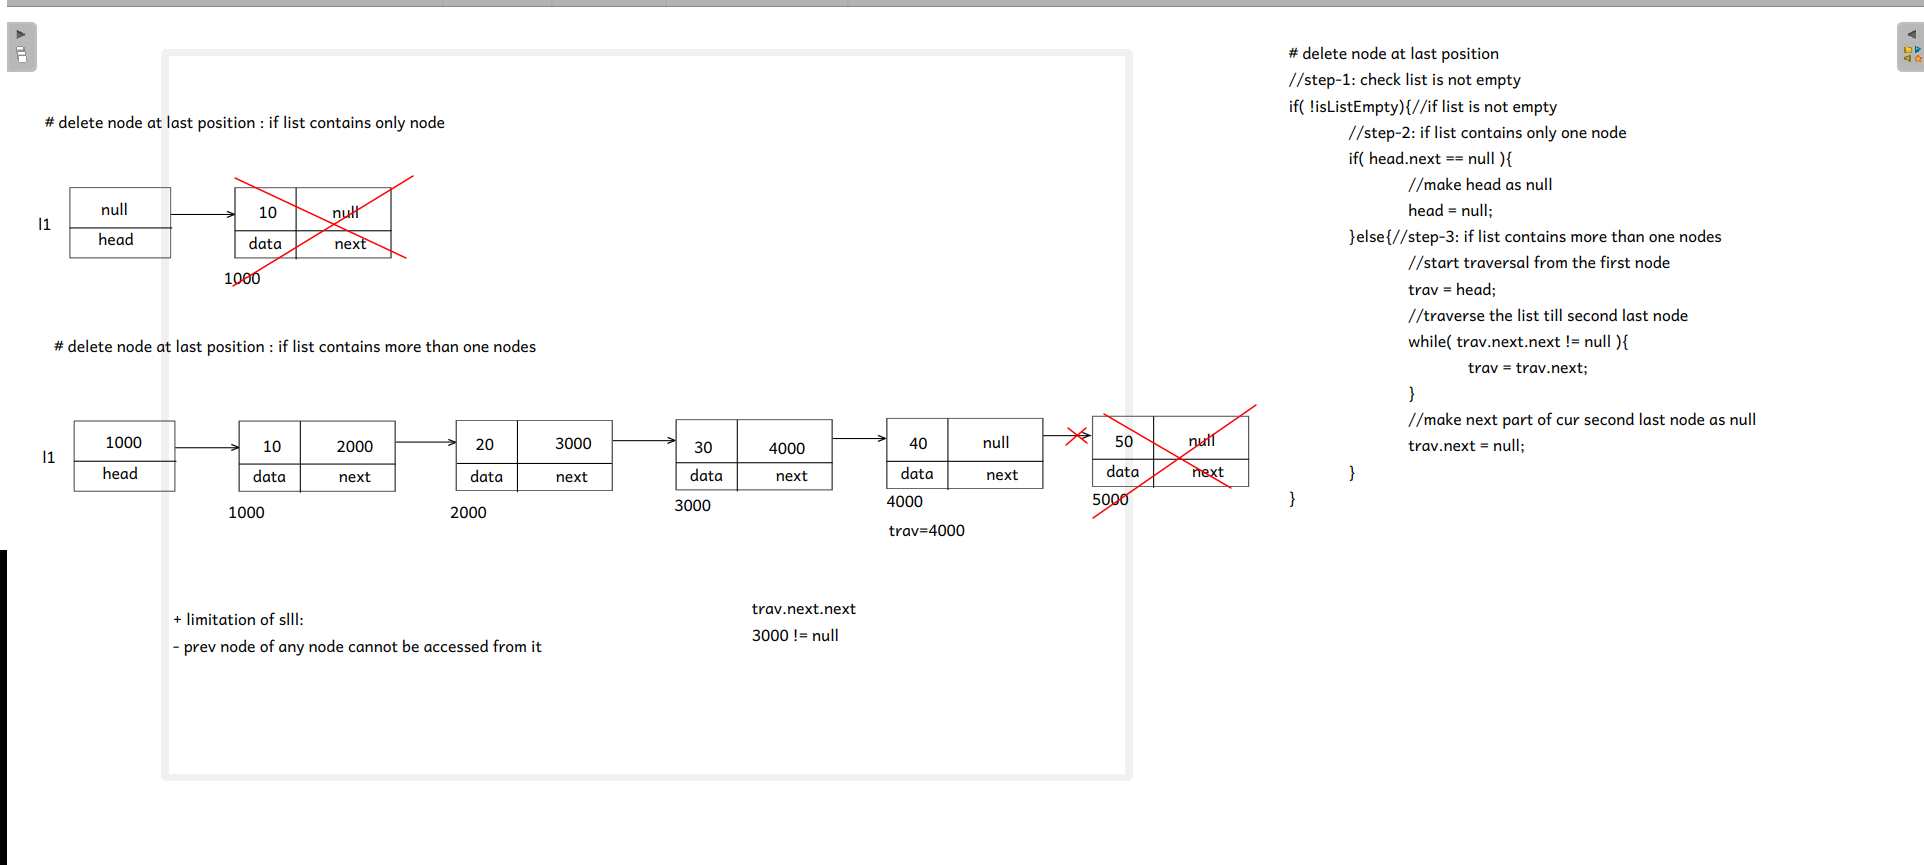 # delete node at last position : if list contains only node
null
head
l1
10
null
data
next
1000
# delete node at last position : if list contains more than one nodes
l1
1000
head
10
2000
data
next
1000
20
3000
data
next
2000
30
4000
data
next
3000
40
null
data
next
4000
trav=4000
50
null
data
next
5000
+ limitation of slll:
- prev node of any node cannot be accessed from it
trav.next.next
3000 != null
# delete node at last position
//step-1: check list is not empty
if( !isListEmpty){//if list is not empty
//step-2: if list contains only one node
if( head.next == null ){
//make head as null
head = null;
}else{//step-3: if list contains more than one nodes
//start traversal from the first node
trav = head;
//traverse the list till second last node
while( trav.next.next != null ){
trav = trav.next;
}
//make next part of cur second last node as null
trav.next = null;
}
}